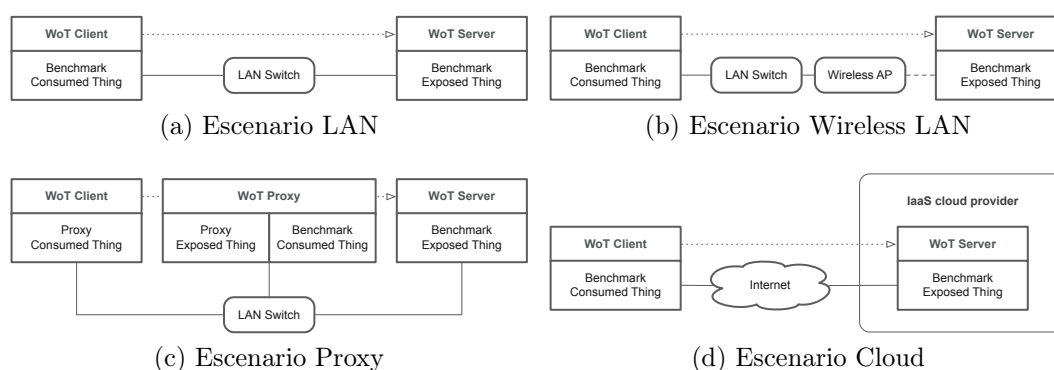 WoT Client
WoT Server
Benchmark
Consumed Thing
LAN Switch
Benchmark
Exposed Thing
(a) Escenario LAN
WoT Client
WoT Server
Benchmark
Consumed Thing
LAN Switch
Wireless AP
Benchmark
Exposed Thing
(b) Escenario Wireless LAN
WoT Client
WoT Proxy
WoT Server
Proxy
Consumed Thing
Proxy
Exposed Thing
Benchmark
Consumed Thing
Benchmark
Exposed Thing
LAN Switch
(c) Escenario Proxy
IaaS cloud provider
WoT Client
WoT Server
Benchmark
Consumed Thing
Internet
Benchmark
Exposed Thing
(d) Escenario Cloud